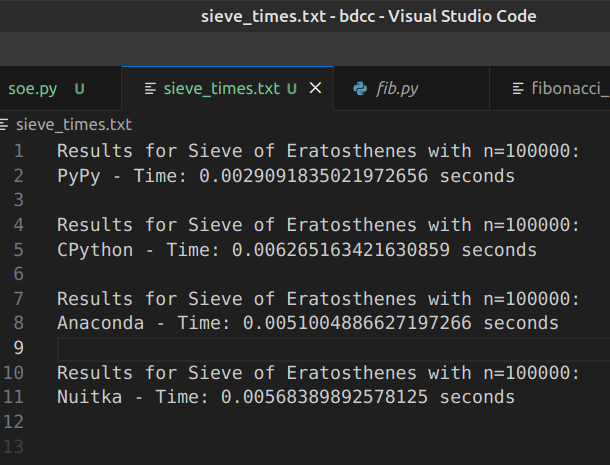 sieve_times.txt - bdcc - Visual Studio Code
soe.py U sieve_times.txt U fib.py fibonacci_
sieve_times.txt
1 Results for Sieve of Eratosthenes with n=100000:
2 PyPy - Time: 0.0029091835021972656 seconds
3
4 Results for Sieve of Eratosthenes with n=100000:
5 CPython - Time: 0.006265163421630859 seconds
6
7 Results for Sieve of Eratosthenes with n=100000:
8 Anaconda - Time: 0.0051004886627197266 seconds
9
10 Results for Sieve of Eratosthenes with n=100000:
11 Nuitka - Time: 0.00568389892578125 seconds
12
13